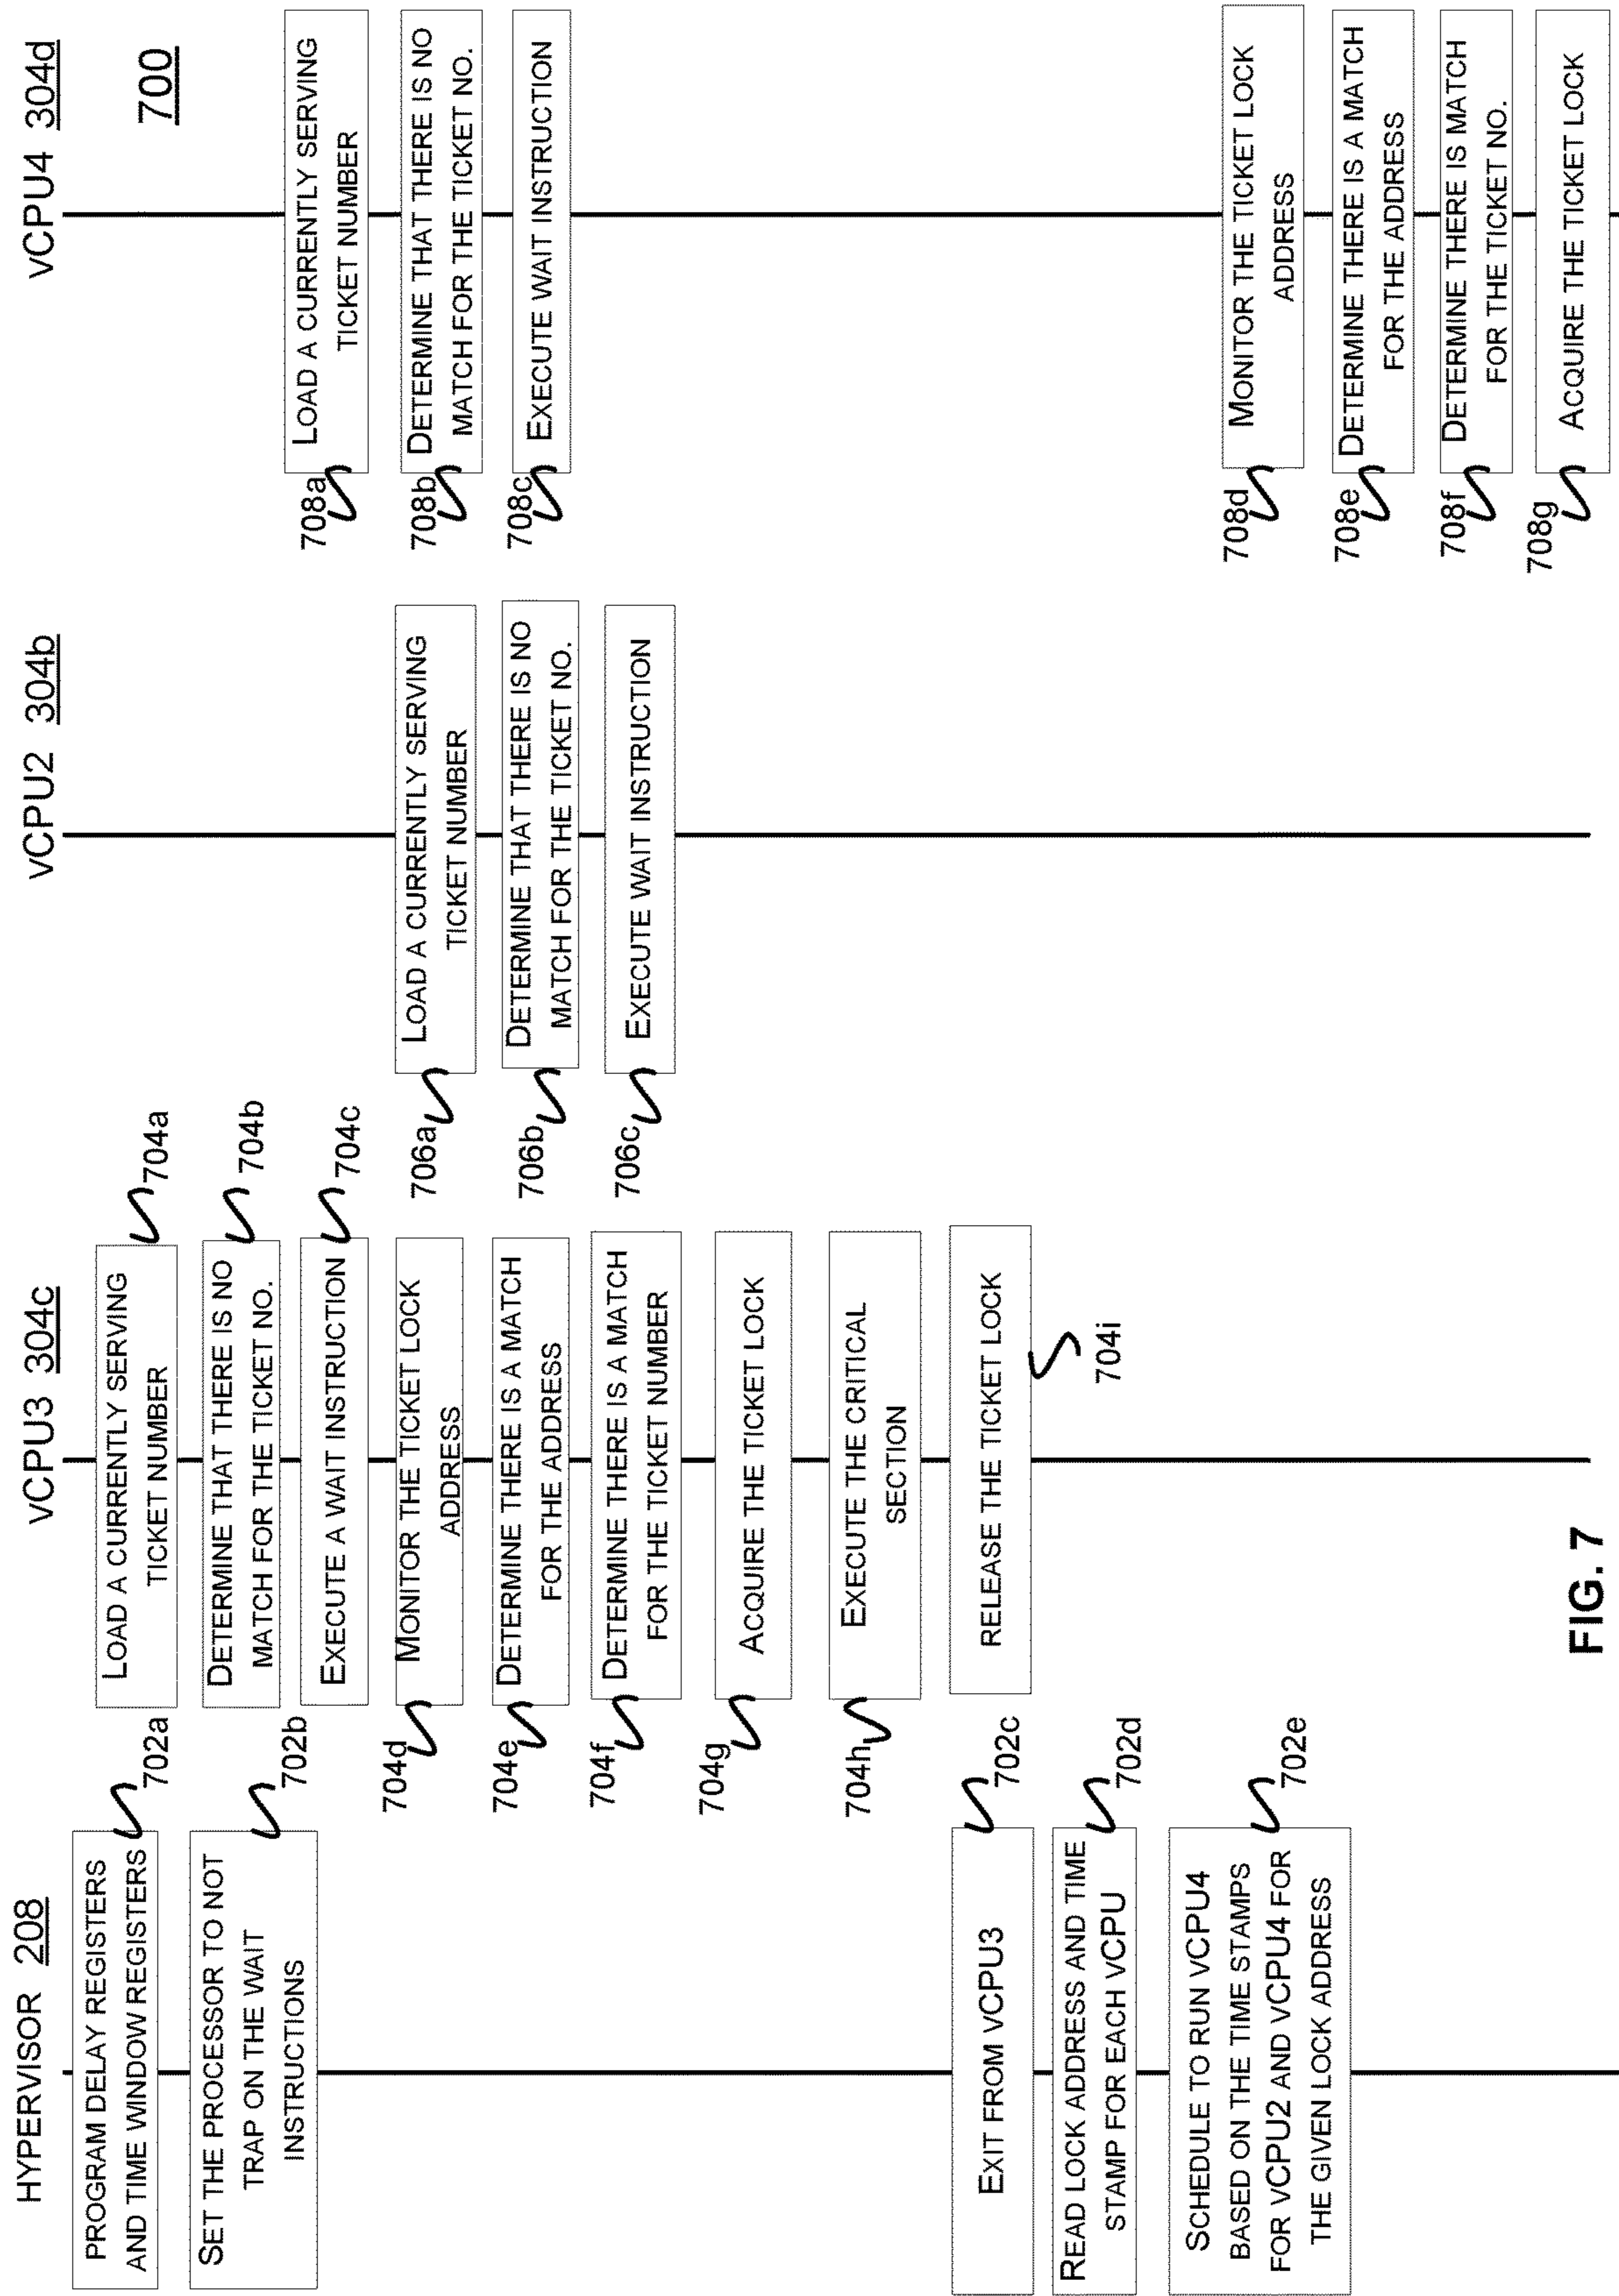 HYPERVISOR 208
PROGRAM DELAY REGISTERS
AND TIME WINDOW REGISTERS
702a
SET THE PROCESSOR TO NOT
TRAP ON THE WAIT
INSTRUCTIONS
702b
EXIT FROM VCPU3
702c
READ LOCK ADDRESS AND TIME
STAMP FOR EACH VCPU
702d
SCHEDULE TO RUN VCPU4
BASED ON THE TIME STAMPS
FOR VCPU2 AND VCPU4 FOR
THE GIVEN LOCK ADDRESS
702e
vCPU3 304c
LOAD A CURRENTLY SERVING
TICKET NUMBER
704a
DETERMINE THAT THERE IS NO
MATCH FOR THE TICKET NO.
704b
EXECUTE A WAIT INSTRUCTION
704c
704d
MONITOR THE TICKET LOCK
ADDRESS
704e
DETERMINE THERE IS A MATCH
FOR THE ADDRESS
704f
DETERMINE THERE IS A MATCH
FOR THE TICKET NUMBER
704g
ACQUIRE THE TICKET LOCK
704h
EXECUTE THE CRITICAL
SECTION
RELEASE THE TICKET LOCK
704i
vCPU2 304b
706a
LOAD A CURRENTLY SERVING
TICKET NUMBER
706b
DETERMINE THAT THERE IS NO
MATCH FOR THE TICKET NO.
706c
EXECUTE WAIT INSTRUCTION
vCPU4 304d
700
708a
LOAD A CURRENTLY SERVING
TICKET NUMBER
708b
DETERMINE THAT THERE IS NO
MATCH FOR THE TICKET NO.
708c
EXECUTE WAIT INSTRUCTION
708d
MONITOR THE TICKET LOCK
ADDRESS
708e
DETERMINE THERE IS A MATCH
FOR THE ADDRESS
708f
DETERMINE THERE IS MATCH
FOR THE TICKET NO.
708g
ACQUIRE THE TICKET LOCK
FIG. 7